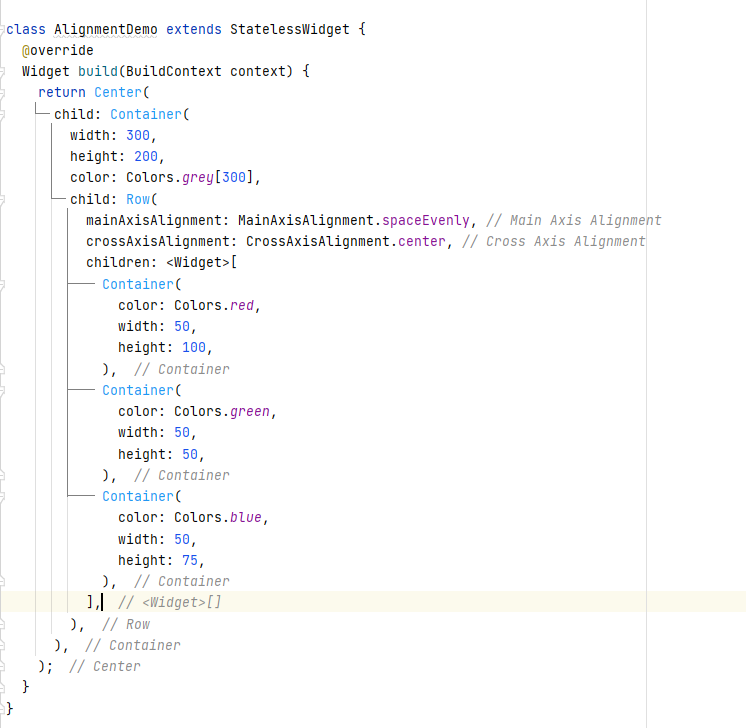 class AlignmentDemo extends StatelessWidget {
  @override
  Widget build(BuildContext context) {
    return Center(
      child: Container(
        width: 300,
        height: 200,
        color: Colors.grey[300],
        child: Row(
          mainAxisAlignment: MainAxisAlignment.spaceEvenly, // Main Axis Alignment
          crossAxisAlignment: CrossAxisAlignment.center, // Cross Axis Alignment
          children: <Widget>[
            Container(
              color: Colors.red,
              width: 50,
              height: 100,
            ),  // Container
            Container(
              color: Colors.green,
              width: 50,
              height: 50,
            ),  // Container
            Container(
              color: Colors.blue,
              width: 50,
              height: 75,
            ),  // Container
          ],  // <Widget>[]
        ),  // Row
      ),  // Container
    );  // Center
  }
}